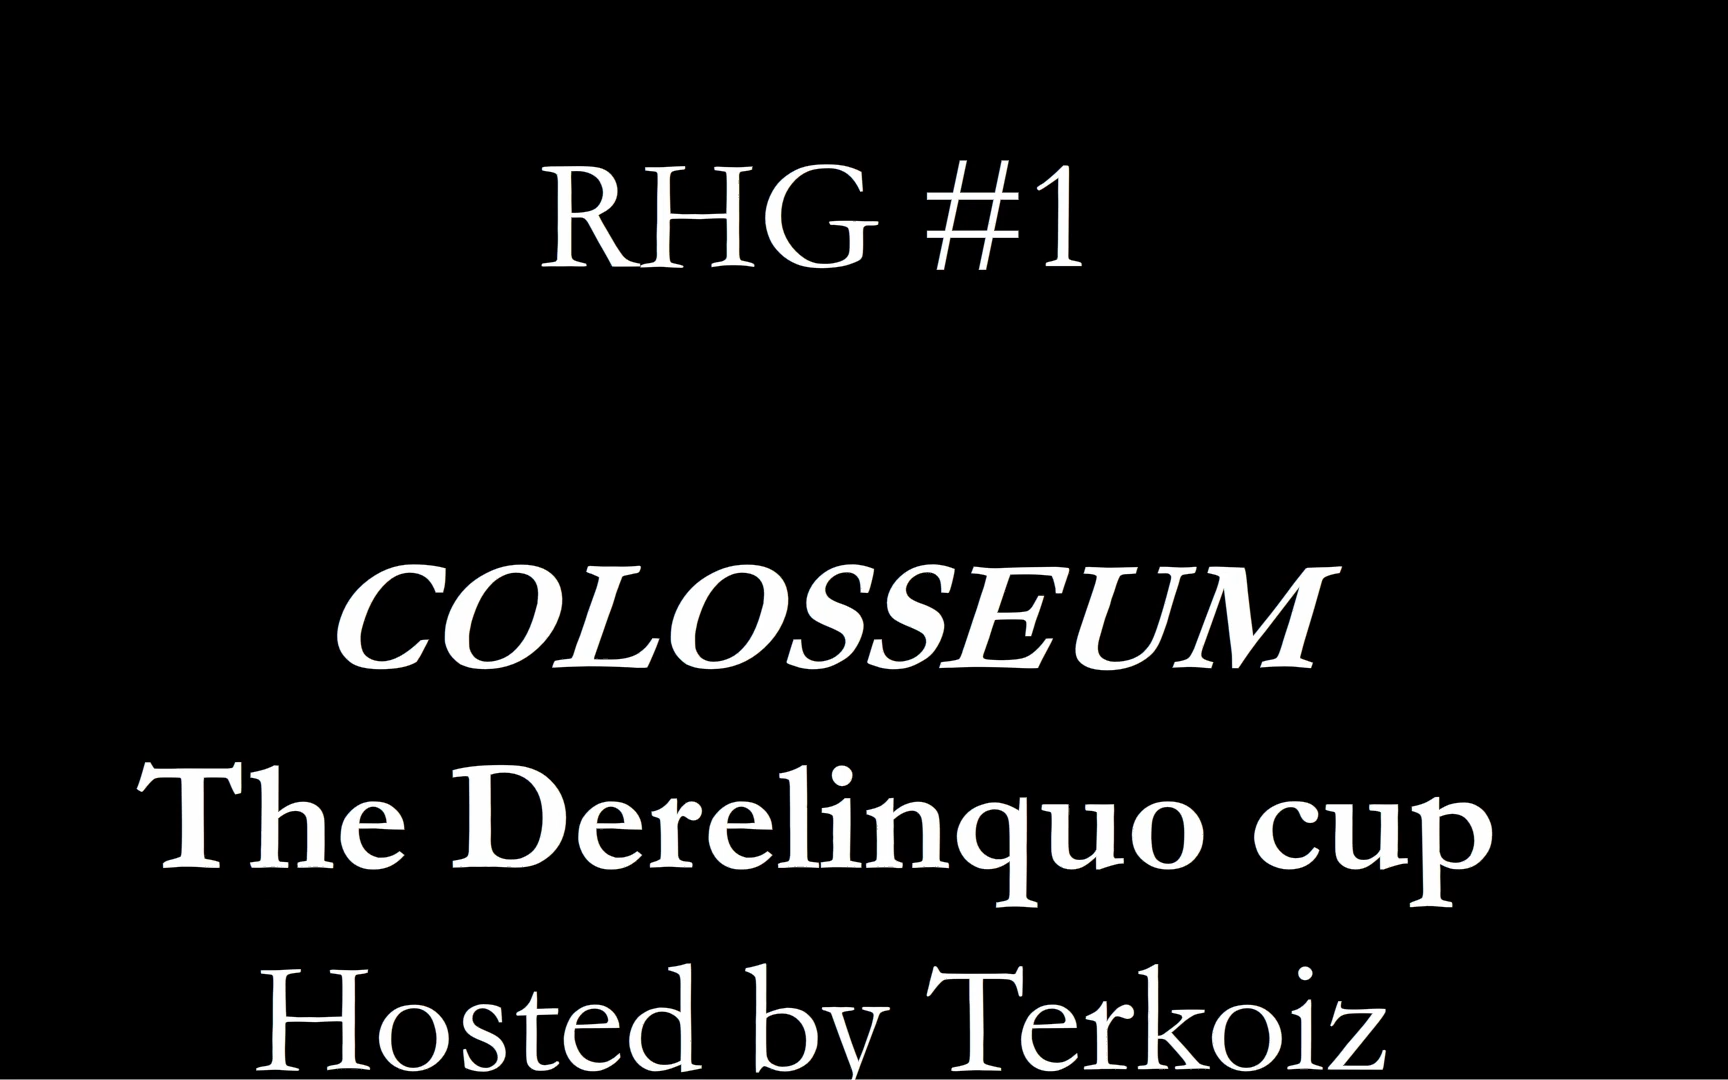 RHG #1
COLOSSEUM
The Derelinquo cup
Hosted by Terkoiz